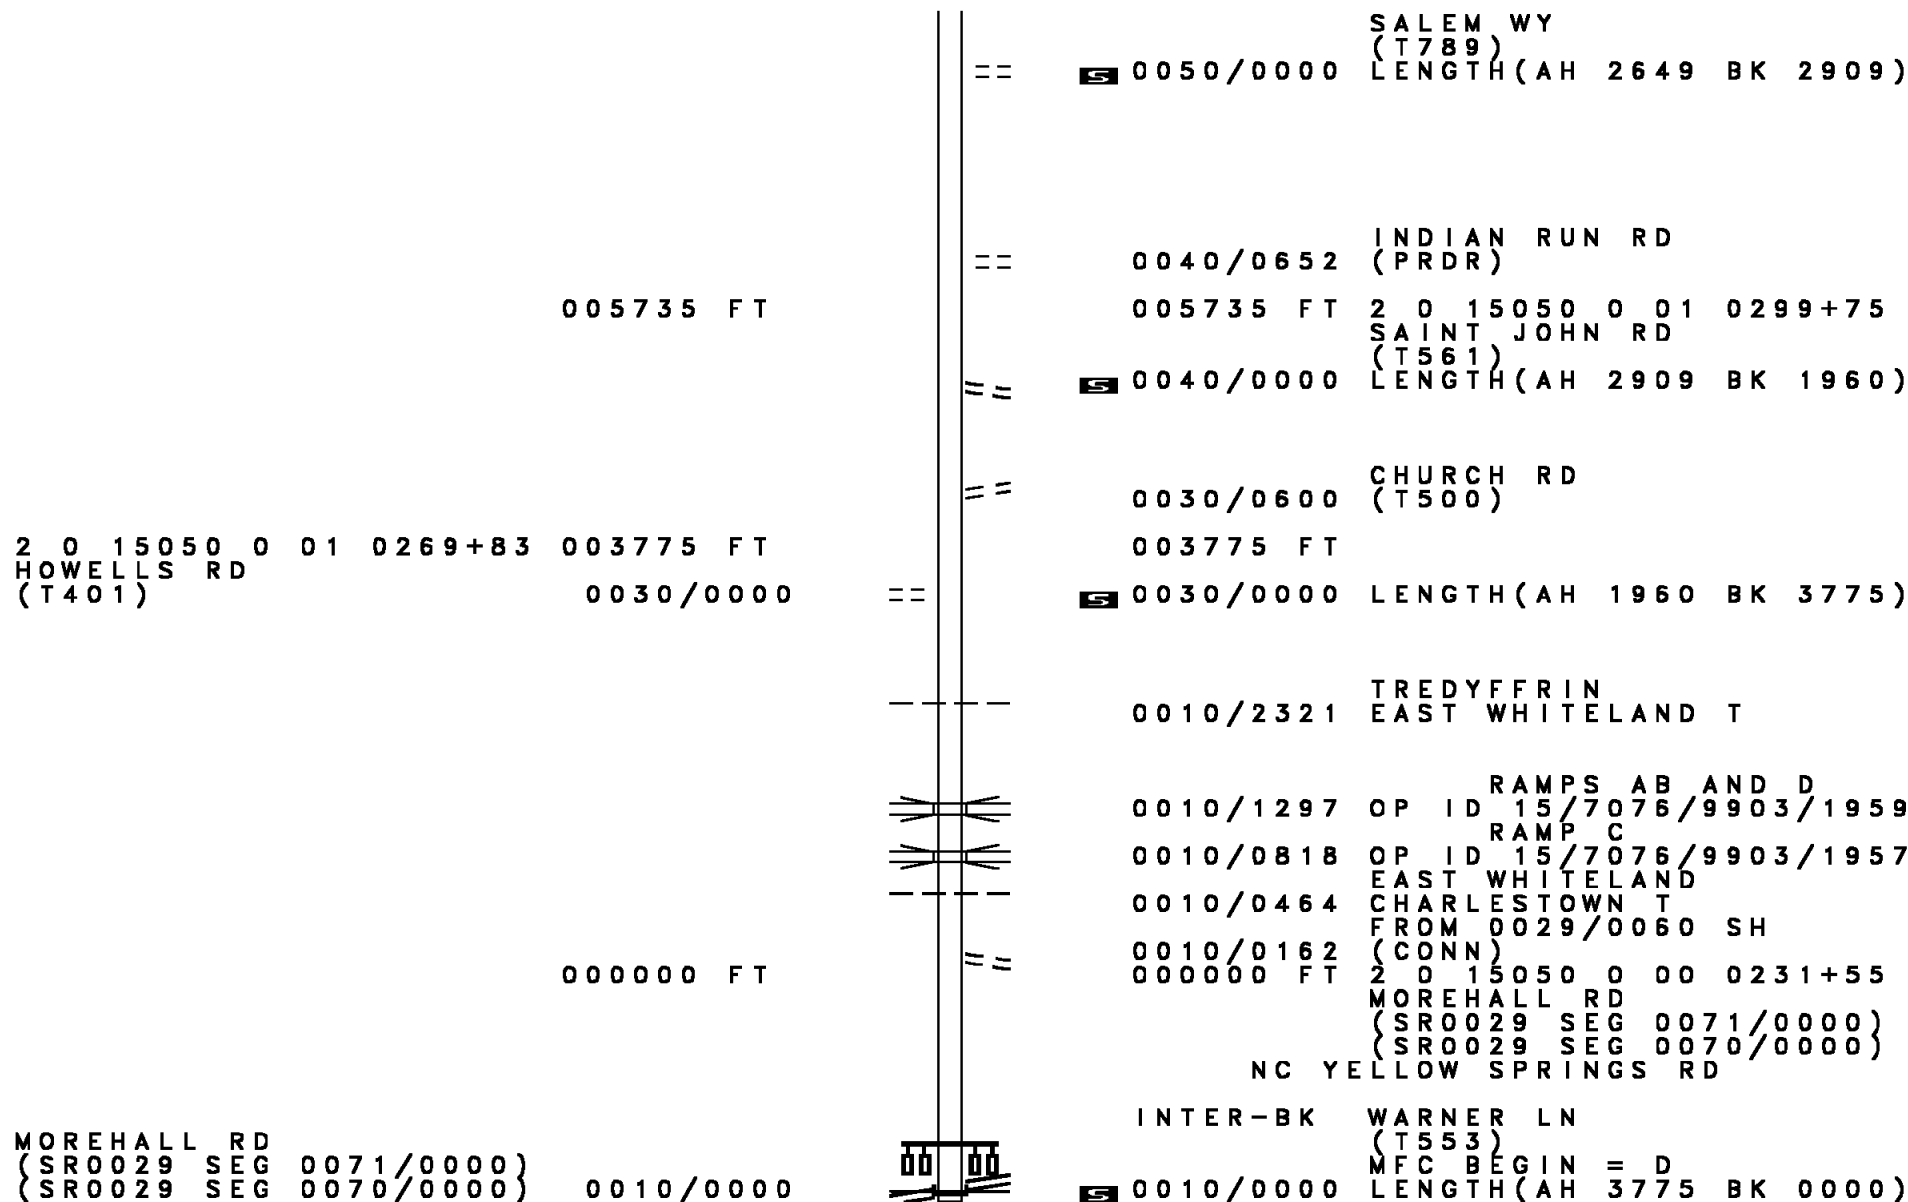 SALEM WY
(T789)
S 0050/0000 LENGTH(AH 2649 BK 2909)
INDIAN RUN RD
0040/0652 (PRDR)
005735 FT 005735 FT 2 0 15050 0 01 0299+75
SAINT JOHN RD
(T561)
S 0040/0000 LENGTH(AH 2909 BK 1960)
CHURCH RD
0030/0600 (T500)
2 0 15050 0 01 0269+83 003775 FT 003775 FT
HOWELLS RD
(T401) 0030/0000 S 0030/0000 LENGTH(AH 1960 BK 3775)
TREDYFFRIN
0010/2321 EAST WHITELAND T
RAMPS AB AND D
0010/1297 OP ID 15/7076/9903/1959
RAMP C
0010/0818 OP ID 15/7076/9903/1957
EAST WHITELAND
0010/0464 CHARLESTOWN T
FROM 0029/0060 SH
0010/0162 (CONN)
000000 FT 000000 FT 2 0 15050 0 00 0231+55
MOREHALL RD
(SR0029 SEG 0071/0000)
(SR0029 SEG 0070/0000)
NC YELLOW SPRINGS RD
INTER-BK WARNER LN
MOREHALL RD (T553)
(SR0029 SEG 0071/0000) MFC BEGIN = D
(SR0029 SEG 0070/0000) 0010/0000 S 0010/0000 LENGTH(AH 3775 BK 0000)